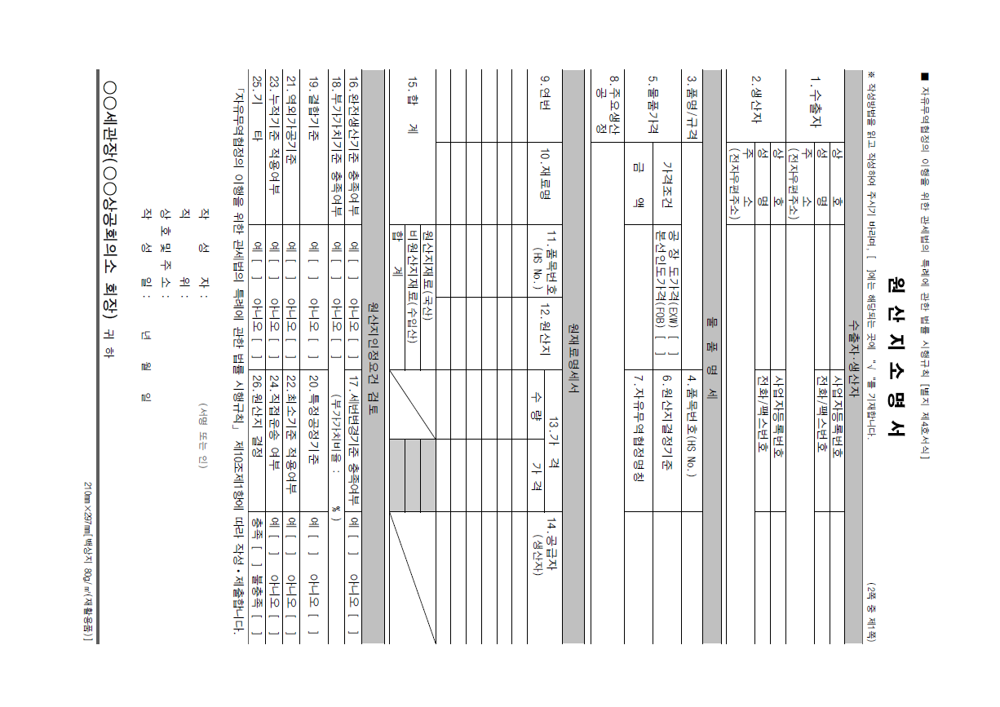 ■ 자유무역협정의 이행을 위한 관세법의 특례에 관한 법률 시행규칙 [별지 제4호서식]
원 산 지 소 명 서
※ 작성방법을 읽고 작성하여 주시기 바라며, [ ]에는 해당되는 곳에 “√ “를 기재합니다.
(2쪽 중 제1쪽)
수출자·생산자
1.수출자
상 호
사업자등록번호
성 명
전화/팩스번호
주 소
(전자우편주소)
2.생산자
상 호
사업자등록번호
성 명
전화/팩스번호
주 소
(전자우편주소)
물 품 명 세
3.품명/규격
4.품목번호(HS No.)
5.물품가격
가격조건
공 장 도가격(EXW) [ ]
본선인도가격(FOB) [ ]
6.원산지결정기준
금 액
7.자유무역협정명칭
8.주요생산
공 정
원재료명세서
9.연번
10.재료명
11.품목번호
(HS No.)
12.원산지
13.가 격
수 량
가 격
14.공급자
(생산자)
15.합 계
원산지재료(국산)
비원산지재료(수입산)
합 계
원산지인정요건 검토
16.완전생산기준 충족여부
예 [ ] 아니오 [ ]
17.세번변경기준 충족여부
예 [ ] 아니오 [ ]
18.부가가치기준 충족여부
예 [ ] 아니오 [ ]
(부가가치비율 : % )
19.결합기준
예 [ ] 아니오 [ ]
20.특정공정기준
예 [ ] 아니오 [ ]
21.역외가공기준
예 [ ] 아니오 [ ]
22.최소기준 적용여부
예 [ ] 아니오 [ ]
23.누적기준 적용여부
예 [ ] 아니오 [ ]
24.직접운송 여부
예 [ ] 아니오 [ ]
25.기 타
예 [ ] 아니오 [ ]
26.원산지 결정
충족 [ ] 불충족 [ ]
「자유무역협정의 이행을 위한 관세법의 특례에 관한 법률 시행규칙」 제10조제1항에 따라 작성·제출합니다.
작 성 자 :
(서명 또는 인)
직 위 :
상호및주소 :
작 성 일 : 년 월 일
○○세관장(○○상공회의소 회장) 귀 하
210mm×297mm[백상지 80g/㎡(재활용품)]